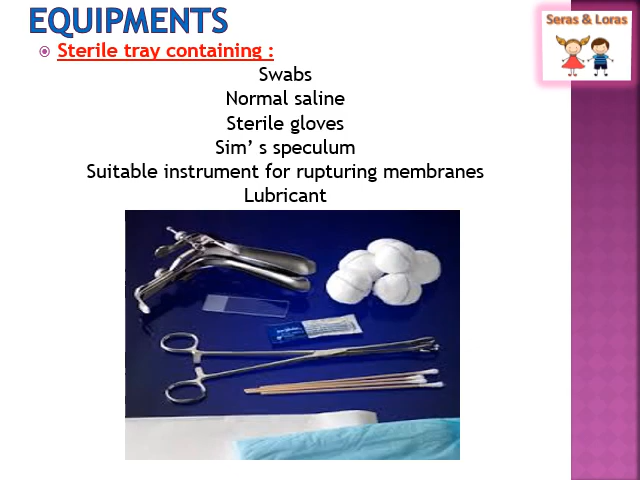 EQUIPMENTS
Sterile tray containing :
Swabs
Normal saline
Sterile gloves
Sim’ s speculum
Suitable instrument for rupturing membranes
Lubricant
Seras & Loras